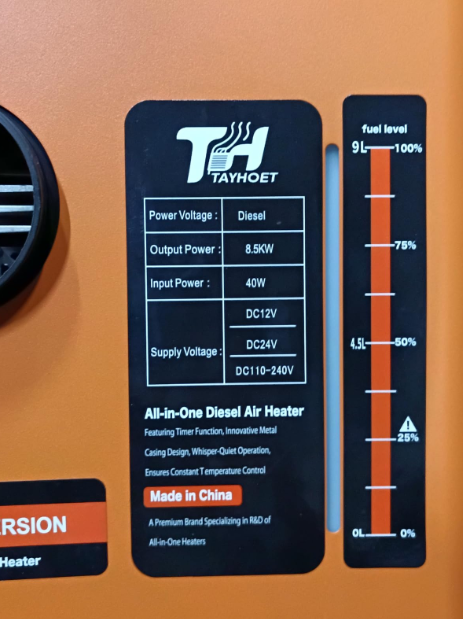 TH
TAYHOET
Power Voltage : Diesel
Output Power : 8.5KW
Input Power : 40W
Supply Voltage : DC12V
DC24V
DC110-240V
All-in-One Diesel Air Heater
Featuring Timer Function, Innovative Metal
Casing Design, Whisper-Quiet Operation,
Ensures Constant Temperature Control
Made in China
A Premium Brand Specializing in R&D of
All-in-One Heaters
fuel level
9L 100%
75%
4.5L 50%
25%
0L 0%
ERSION
Heater